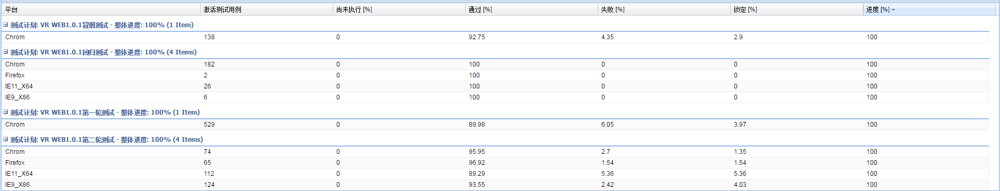 平台 激活测试用例 尚未执行 [%] 通过 [%] 失败 [%] 锁定 [%] 进度 [%]
测试计划: VR WEB1.0.1冒烟测试 - 整体进度: 100% (1 Item)
Chrom 138 0 92.75 4.35 2.9 100
测试计划: VR WEB1.0.1回归测试 - 整体进度: 100% (4 Items)
Chrom 182 0 100 0 0 100
Firefox 2 0 100 0 0 100
IE11_X64 26 0 100 0 0 100
IE9_X86 6 0 100 0 0 100
测试计划: VR WEB1.0.1第一轮测试 - 整体进度: 100% (1 Item)
Chrom 529 0 89.98 6.05 3.97 100
测试计划: VR WEB1.0.1第二轮测试 - 整体进度: 100% (4 Items)
Chrom 74 0 95.95 2.7 1.35 100
Firefox 65 0 96.92 1.54 1.54 100
IE11_X64 112 0 89.29 5.36 5.36 100
IE9_X86 124 0 93.55 2.42 4.03 100